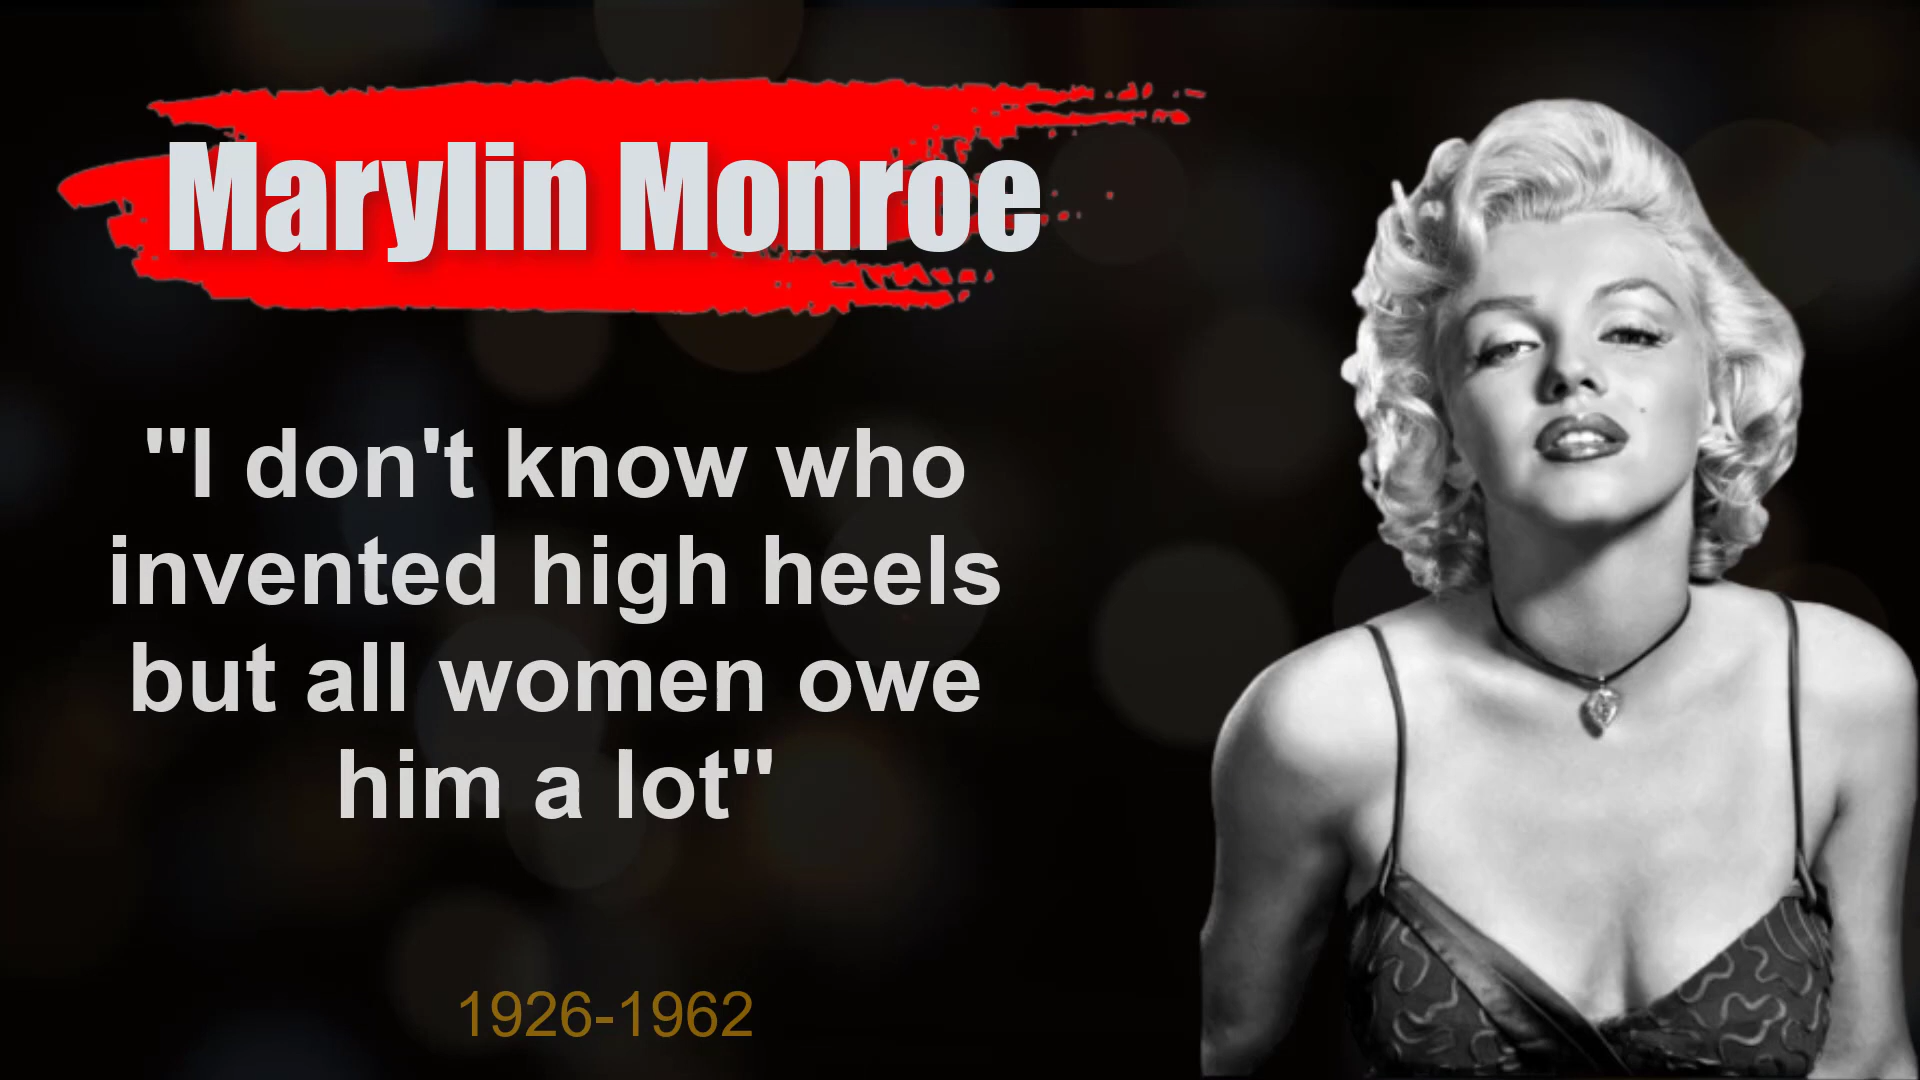 Marylin Monroe
"I don't know who
invented high heels
but all women owe
him a lot"
1926-1962